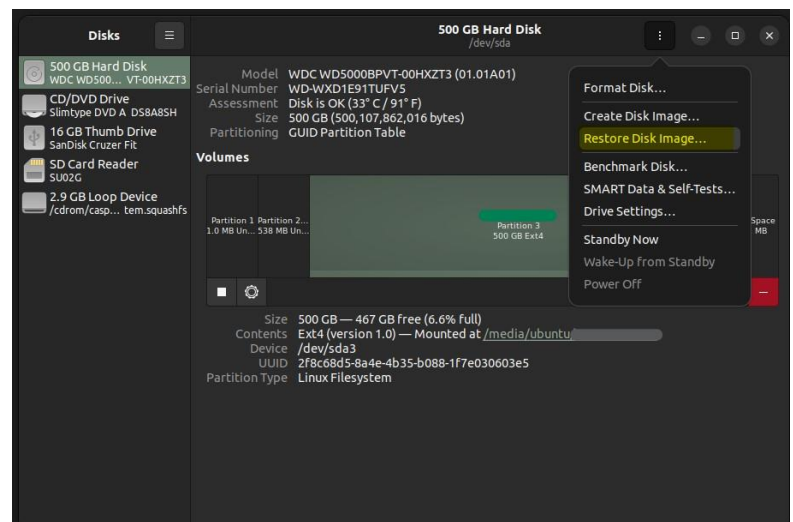 Disks
500 GB Hard Disk
/dev/sda
500 GB Hard Disk
WDC WD500... VT-00HXZT3
CD/DVD Drive
Slimtype DVD A DS8A8SH
16 GB Thumb Drive
SanDisk Cruzer Fit
SD Card Reader
SU02G
2.9 GB Loop Device
/cdrom/casp... tem.squashfs
Model WDC WD5000BPVT-00HXZT3 (01.01A01)
Serial Number WD-WXD1E91TUFV5
Assessment Disk is OK (33° C / 91° F)
Size 500 GB (500,107,862,016 bytes)
Partitioning GUID Partition Table
Volumes
Partition 1
1.0 MB Un...
Partition 2...
538 MB Un...
Partition 3
500 GB Ext4
Space
MB
Size 500 GB — 467 GB free (6.6% full)
Contents Ext4 (version 1.0) — Mounted at /media/ubuntu/
Device /dev/sda3
UUID 2f8c68d5-8a4e-4b35-b088-1f7e030603e5
Partition Type Linux Filesystem
Format Disk...
Create Disk Image...
Restore Disk Image...
Benchmark Disk...
SMART Data & Self-Tests...
Drive Settings...
Standby Now
Wake-Up from Standby
Power Off